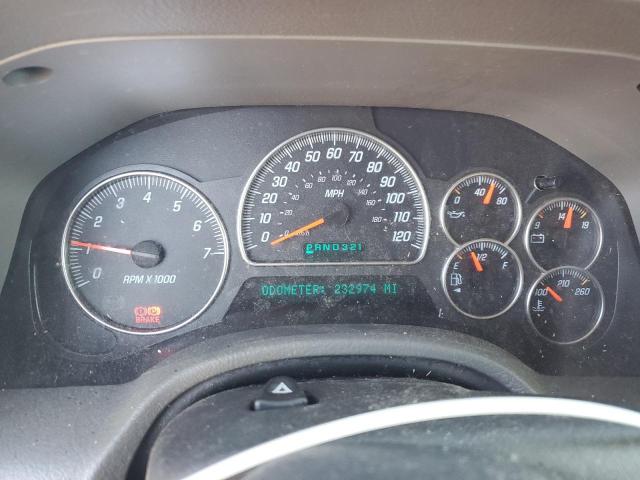 0 1 2 3 4 5 6 7
RPM X 1000
BRAKE
0 10 20 30 40 50 60 70 80 90 100 110 120
MPH
PRND321
ODOMETER: 232974 MI
0 40 80
9 14 19
E 1/2 F
100 210 260